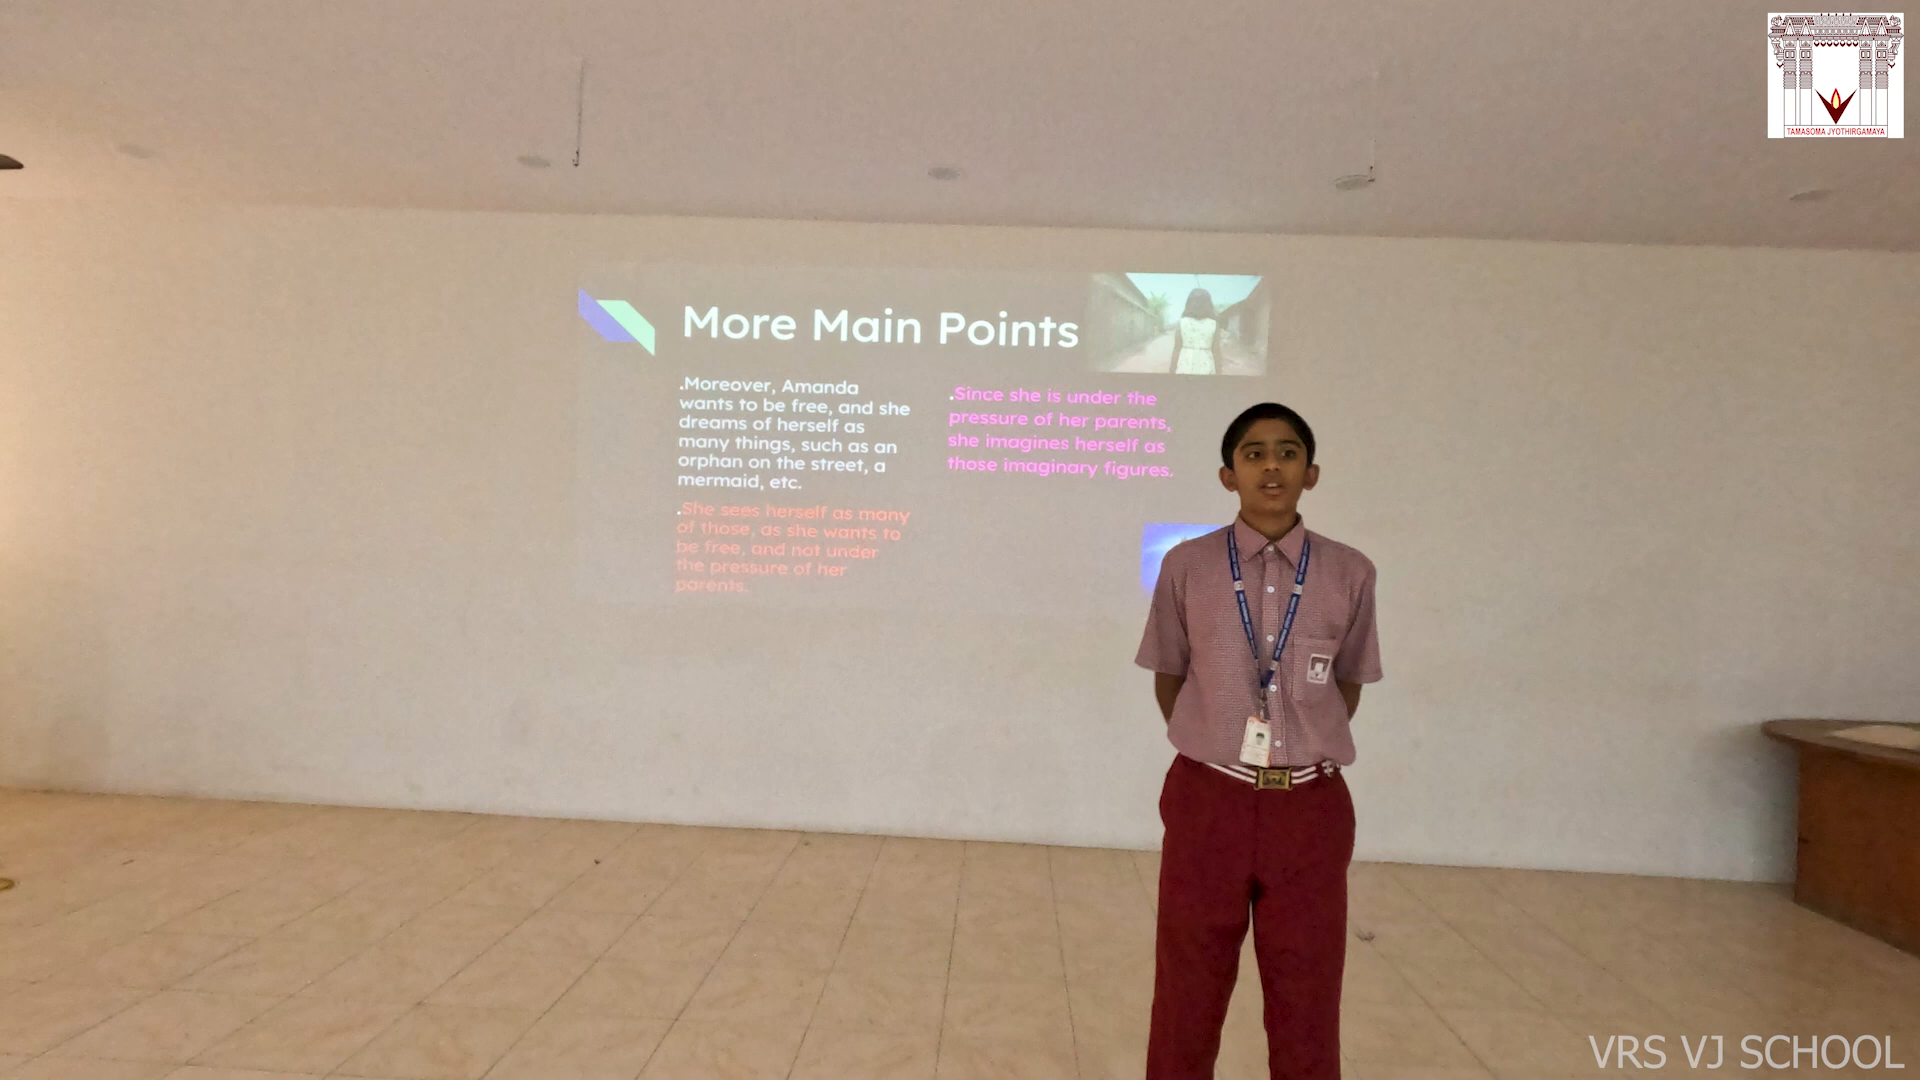 TAMASOMA JYOTHIRGAMAYA
More Main Points
.Moreover, Amanda
wants to be free, and she
dreams of herself as
many things, such as an
orphan on the street, a
mermaid, etc.
.She sees herself as many
of those, as she wants to
be free, and not under
the pressure of her
parents.
.Since she is under the
pressure of her parents,
she imagines herself as
those imaginary figures.
VRS VJ SCHOOL